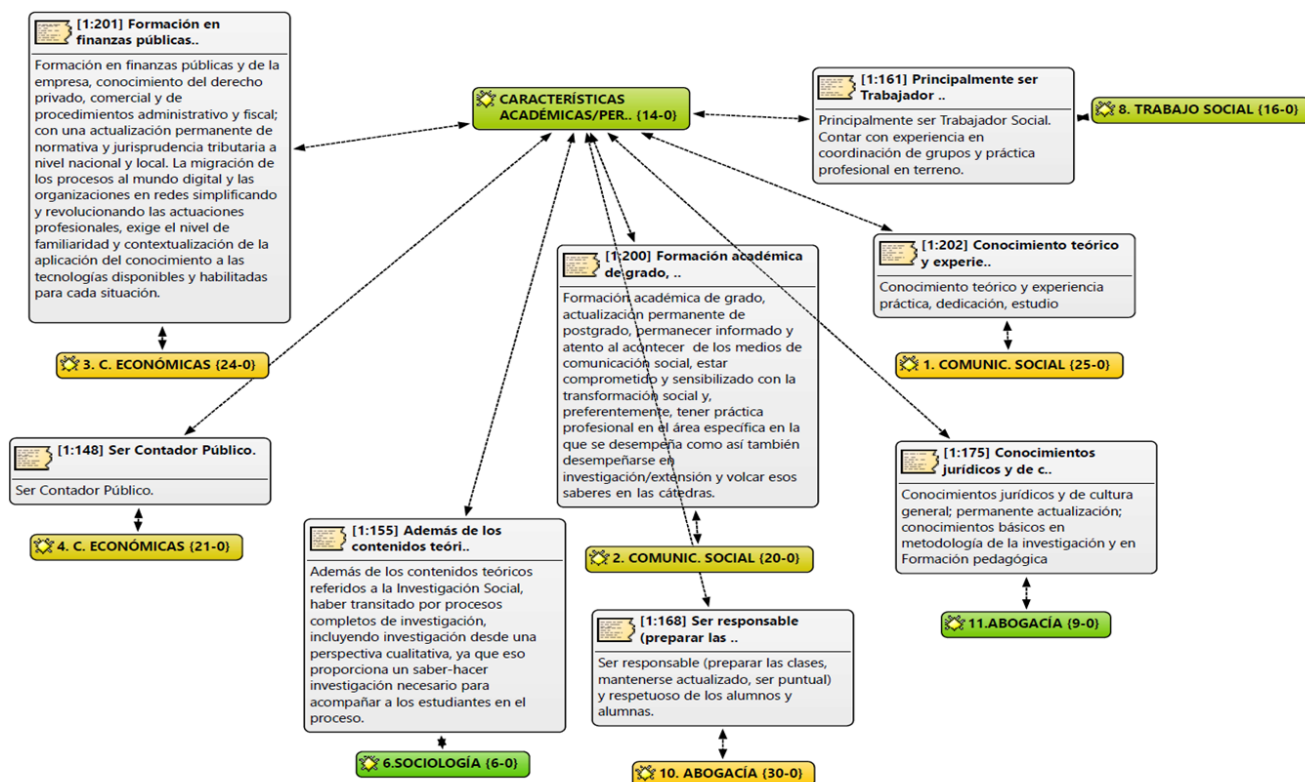 [1:201] Formación en
finanzas públicas..
Formación en finanzas públicas y de la
empresa, conocimiento del derecho
privado, comercial y de
procedimientos administrativo y fiscal;
con una actualización permanente de
normativa y jurisprudencia tributaria a
nivel nacional y local. La migración de
los procesos al mundo digital y las
organizaciones en redes simplificando
y revolucionando las actuaciones
profesionales, exige el nivel de
familiaridad y contextualización de la
aplicación del conocimiento a las
tecnologías disponibles y habilitadas
para cada situación.
3. C. ECONÓMICAS {24-0}
CARACTERÍSTICAS
ACADÉMICAS/PER.. {14-0}
[1:161] Principalmente ser
Trabajador ..
Principalmente ser Trabajador Social.
Contar con experiencia en
coordinación de grupos y práctica
profesional en terreno.
8. TRABAJO SOCIAL {16-0}
[1:202] Conocimiento teórico
y experie..
Conocimiento teórico y experiencia
práctica, dedicación, estudio
1. COMUNIC. SOCIAL {25-0}
[1:200] Formación académica
de grado, ..
Formación académica de grado,
actualización permanente de
postgrado, permanecer informado y
atento al acontecer de los medios de
comunicación social, estar
comprometido y sensibilizado con la
transformación social y,
preferentemente, tener práctica
profesional en el área específica en la
que se desempeña como así también
desempeñarse en
investigación/extensión y volcar esos
saberes en las cátedras.
2. COMUNIC. SOCIAL {20-0}
[1:148] Ser Contador Público.
Ser Contador Público.
4. C. ECONÓMICAS {21-0}
[1:175] Conocimientos
jurídicos y de c..
Conocimientos jurídicos y de cultura
general; permanente actualización;
conocimientos básicos en
metodología de la investigación y en
Formación pedagógica
11.ABOGACÍA {9-0}
[1:155] Además de los
contenidos teóri..
Además de los contenidos teóricos
referidos a la Investigación Social,
haber transitado por procesos
completos de investigación,
incluyendo investigación desde una
perspectiva cualitativa, ya que eso
proporciona un saber-hacer
investigación necesario para
acompañar a los estudiantes en el
proceso.
6.SOCIOLOGÍA {6-0}
[1:168] Ser responsable
(preparar las ..
Ser responsable (preparar las clases,
mantenerse actualizado, ser puntual)
y respetuoso de los alumnos y
alumnas.
10. ABOGACÍA {30-0}